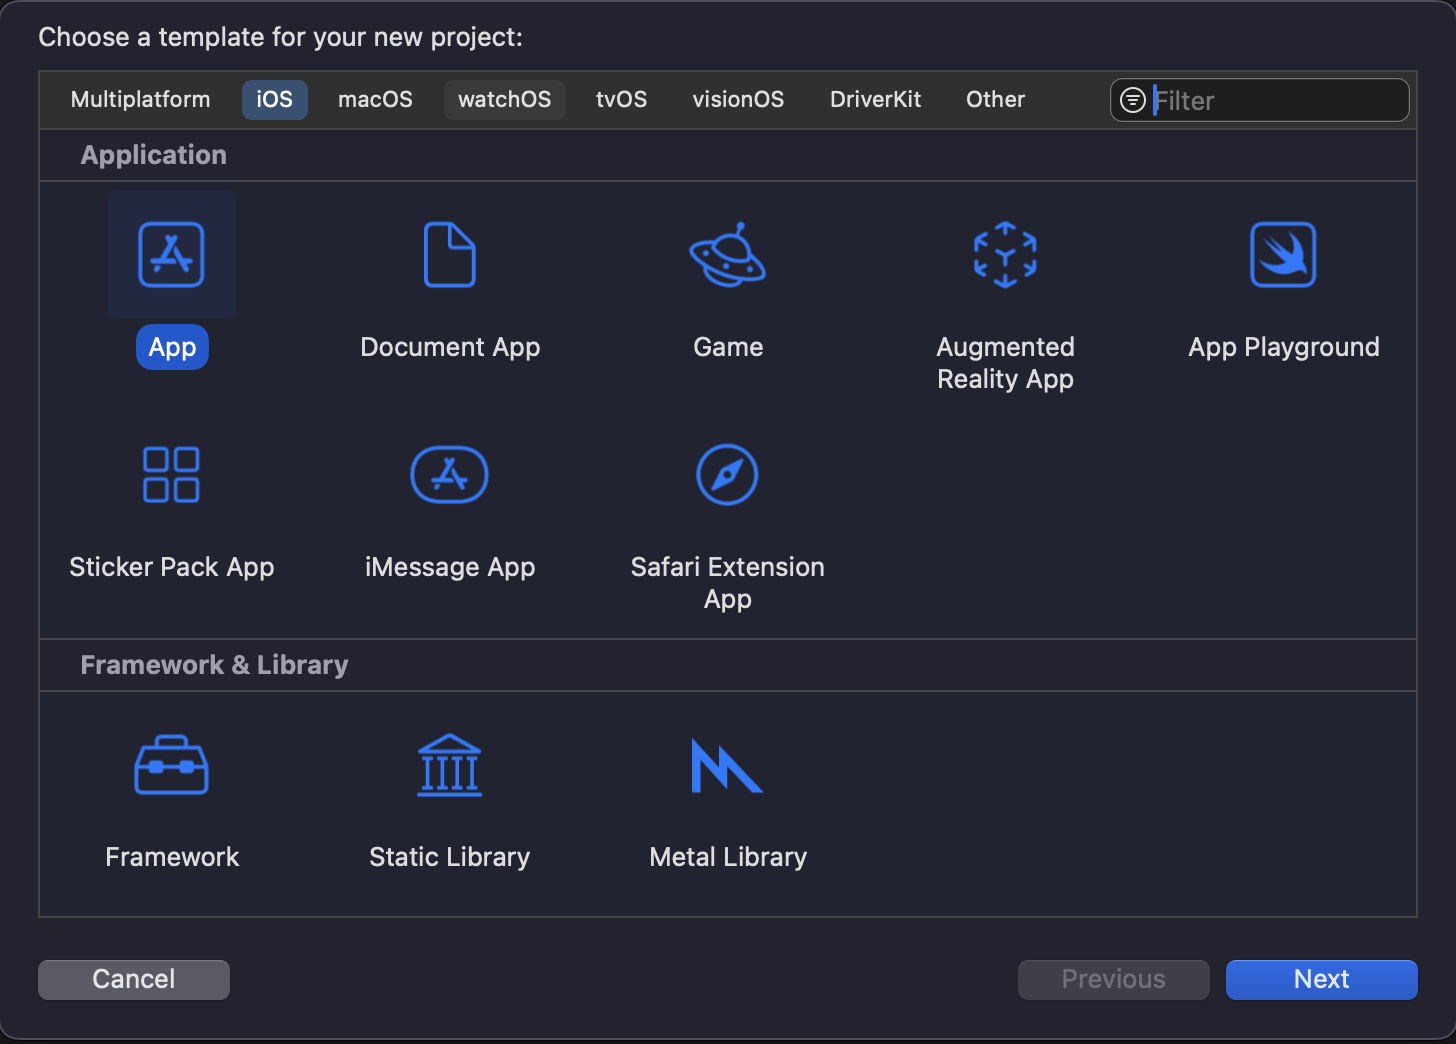 Choose a template for your new project:
Multiplatform iOS macOS watchOS tvOS visionOS DriverKit Other Filter
Application
App Document App Game Augmented Reality App App Playground
Sticker Pack App iMessage App Safari Extension App
Framework & Library
Framework Static Library Metal Library
Cancel Previous Next